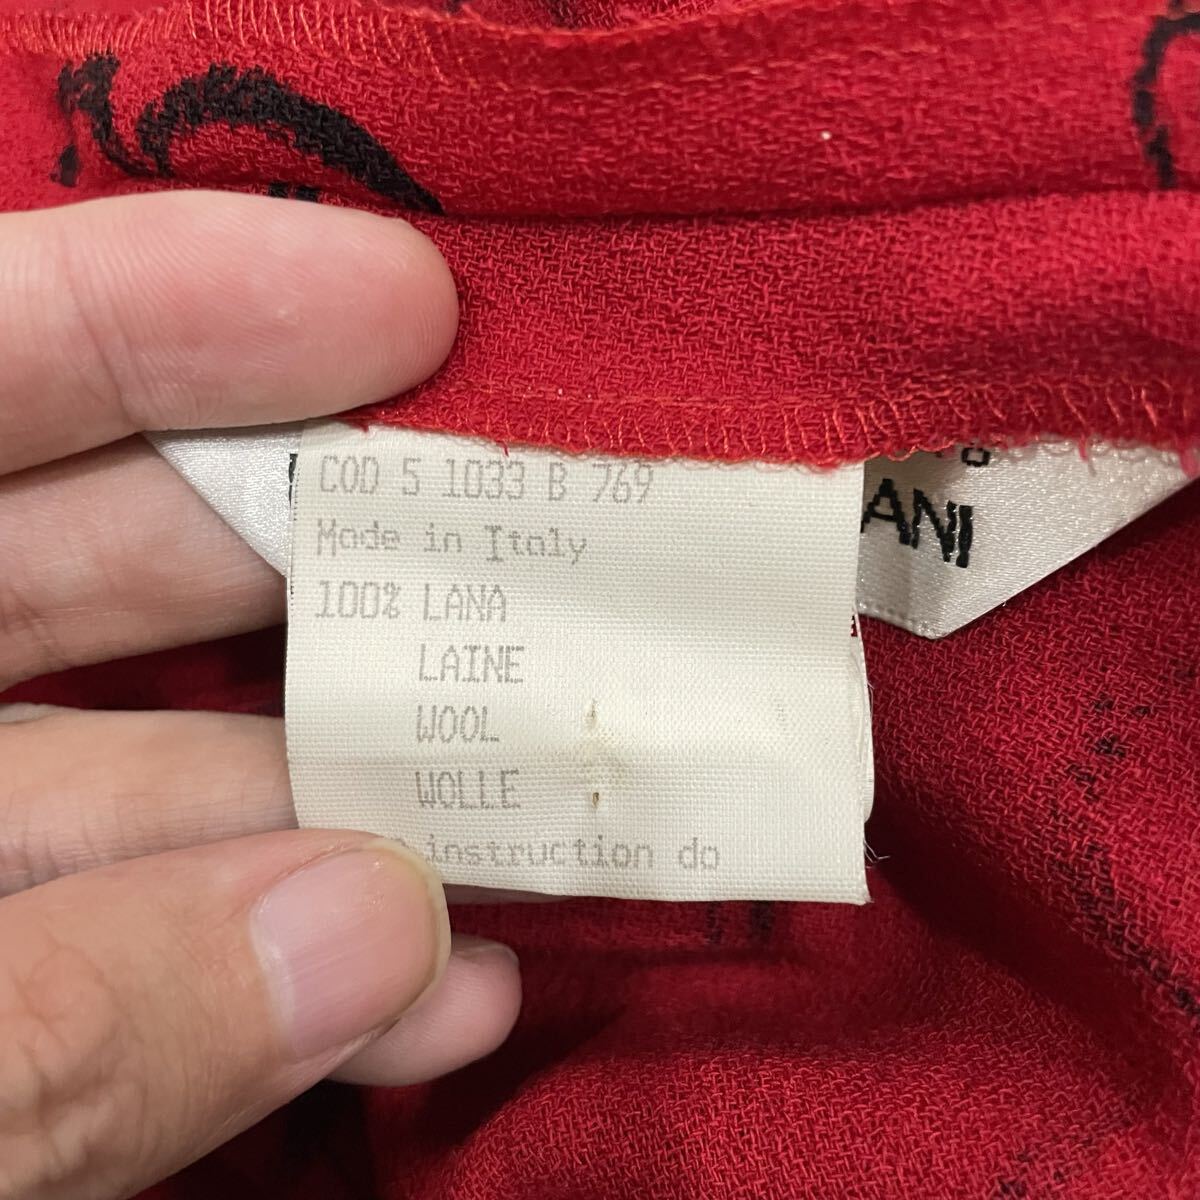 COD 5 1033 B 769
Made in Italy
100% LANA
LAINE
WOOL
WOLLE
instruction do
ANI